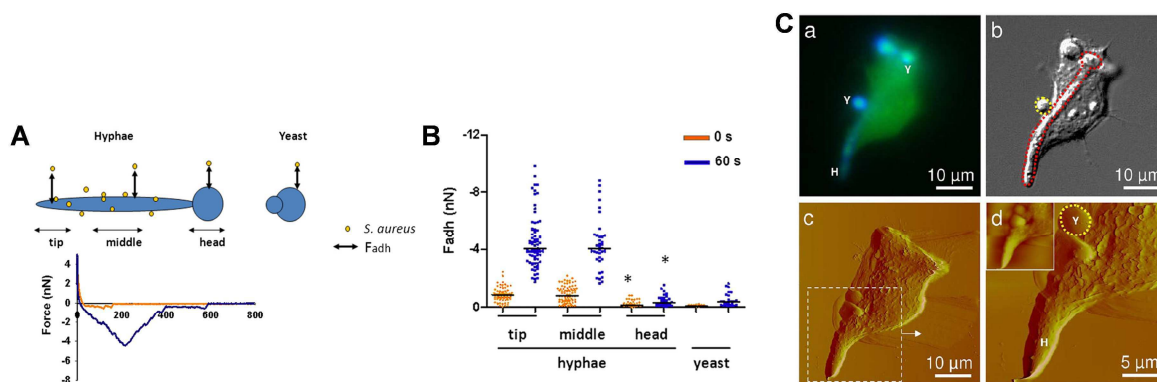 A
Hyphae
Yeast
tip
middle
head
S. aureus
Fadh
Force (nN)
4
2
0
-2
-4
-6
-8
0
200
400
600
800
B
Fadh (nN)
-12
-8
-4
0
0 s
60 s
*
*
tip
middle
head
hyphae
yeast
C
a
Y
Y
H
10 µm
b
10 µm
c
10 µm
d
Y
H
5 µm